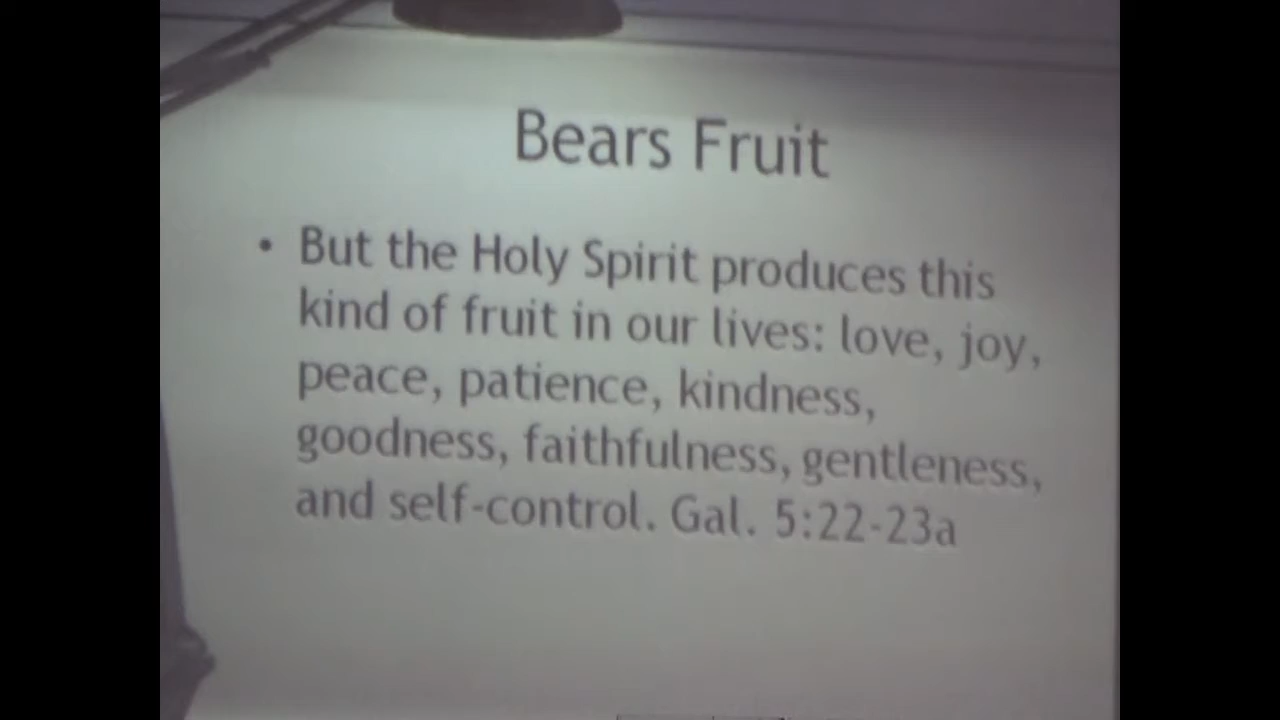 Bears Fruit
• But the Holy Spirit produces this
kind of fruit in our lives: love, joy,
peace, patience, kindness,
goodness, faithfulness, gentleness,
and self-control. Gal. 5:22-23a